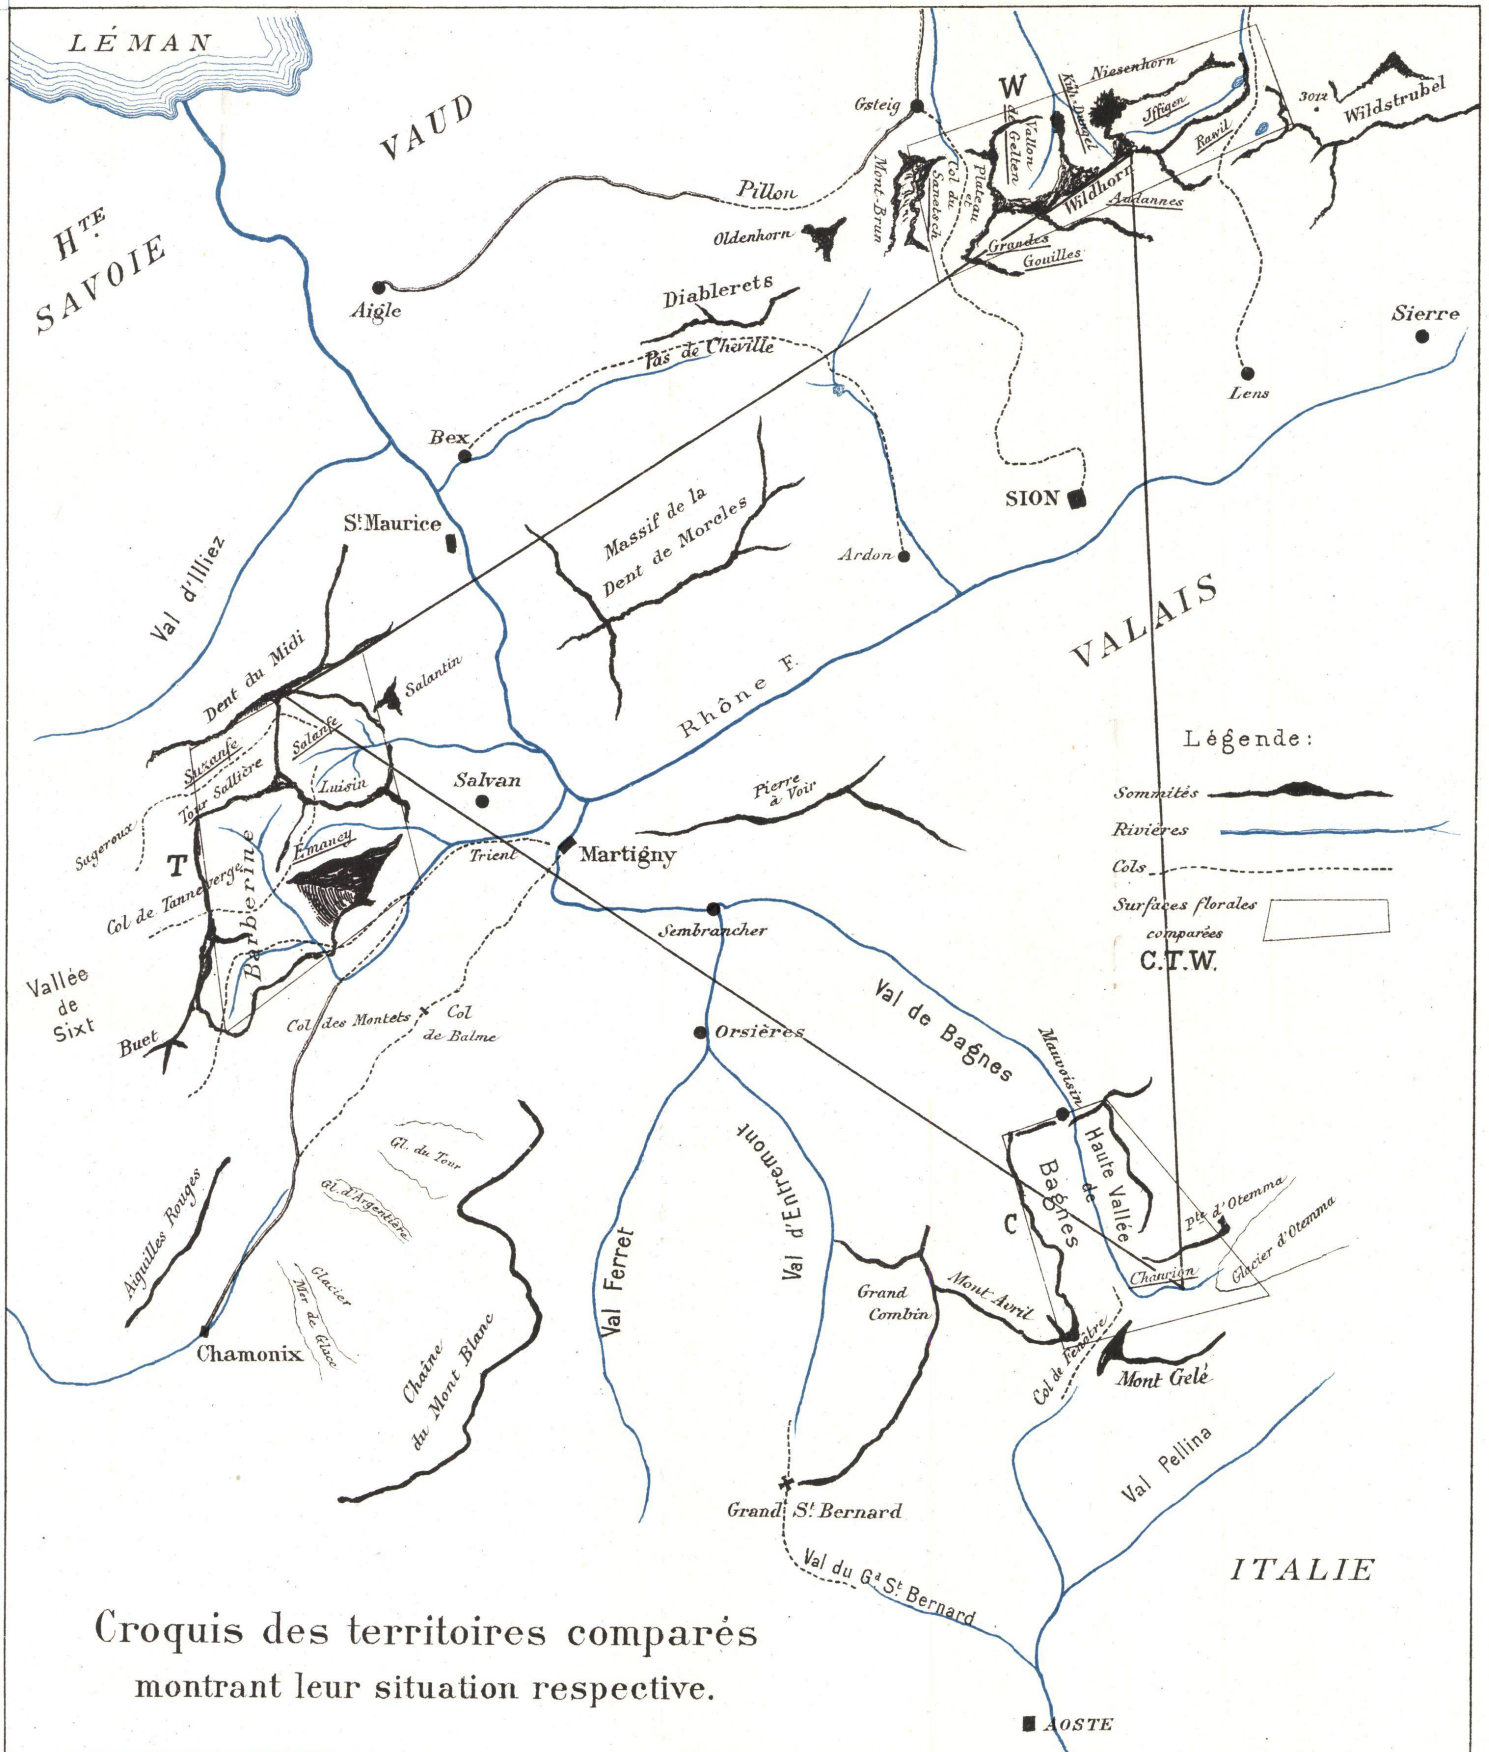 LÉMAN
VAUD
HTE
SAVOIE
Gsteig
W
Vallon
de Gelten
Küh-Dungel
Niesenhorn
Iffigen
Rawil
3012
Wildstrubel
Pillon
Oldenhorn
Mont-Brun
Sanetsch
Col du
Plateau
et
Wildhorn
Audannes
Grandes
Gouilles
Aigle
Diablerets
Pas de Cheville
Sierre
Lens
Bex
St. Maurice
SION
Massif de la
Dent de Morcles
Ardon
Val d'Illiez
VALAIS
Dent du Midi
Salantin
Rhône F.
Suzanfe
Salanfe
Tour Sallière
Luisin
Salvan
Pierre
à Voir
Légende:
Sommités
Rivières
Cols
Surfaces florales
comparées
C.T.W.
Sageroux
Emaney
T
Trient
Martigny
Col de Tanneverge
Barberine
Sembrancher
Vallée
de
Sixt
Buet
Col des Montets
Col
de Balme
Orsières
Val de Bagnes
Mauvoisin
Haute Vallée
de
Bagnes
C
Pte d'Otemma
Glacier d'Otemma
Chanrion
Gl. du Tour
Gl. d'Argentière
Aiguilles Rouges
Val d'Entremont
Val Ferret
Glacier
Mer de Glace
Grand
Combin
Mont Avril
Col de Fenêtre
Mont Gelé
Chamonix
Chaîne
du Mont Blanc
Val Pellina
Grand St. Bernard
Val du Gd St. Bernard
ITALIE
Croquis des territoires comparés
montrant leur situation respective.
AOSTE